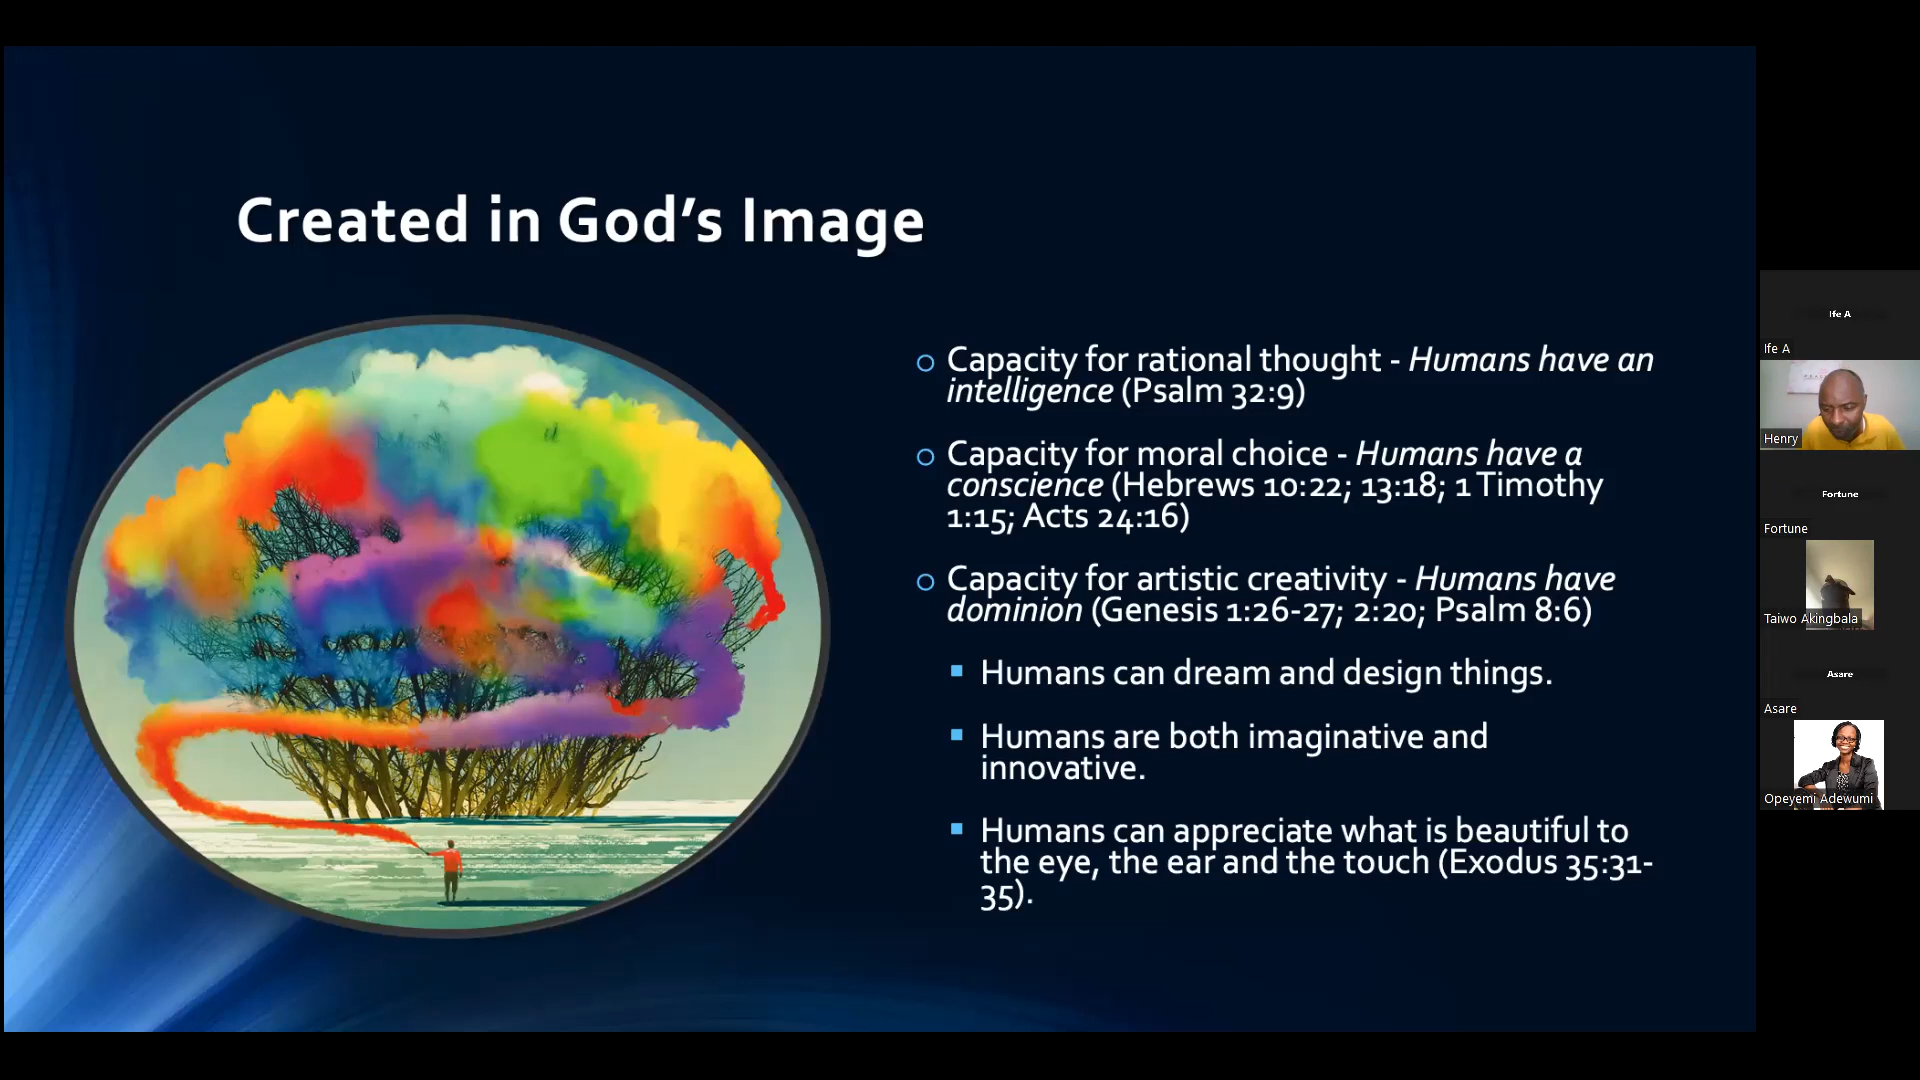 Created in God’s Image
Capacity for rational thought - Humans have an
intelligence (Psalm 32:9)
Capacity for moral choice - Humans have a
conscience (Hebrews 10:22; 13:18; 1 Timothy
1:15; Acts 24:16)
Capacity for artistic creativity - Humans have
dominion (Genesis 1:26-27; 2:20; Psalm 8:6)
Humans can dream and design things.
Humans are both imaginative and
innovative.
Humans can appreciate what is beautiful to
the eye, the ear and the touch (Exodus 35:31-
35).
Ife A
Ife A
Henry
Fortune
Fortune
Taiwo Akingbala
Asare
Asare
Opeyemi Adewumi